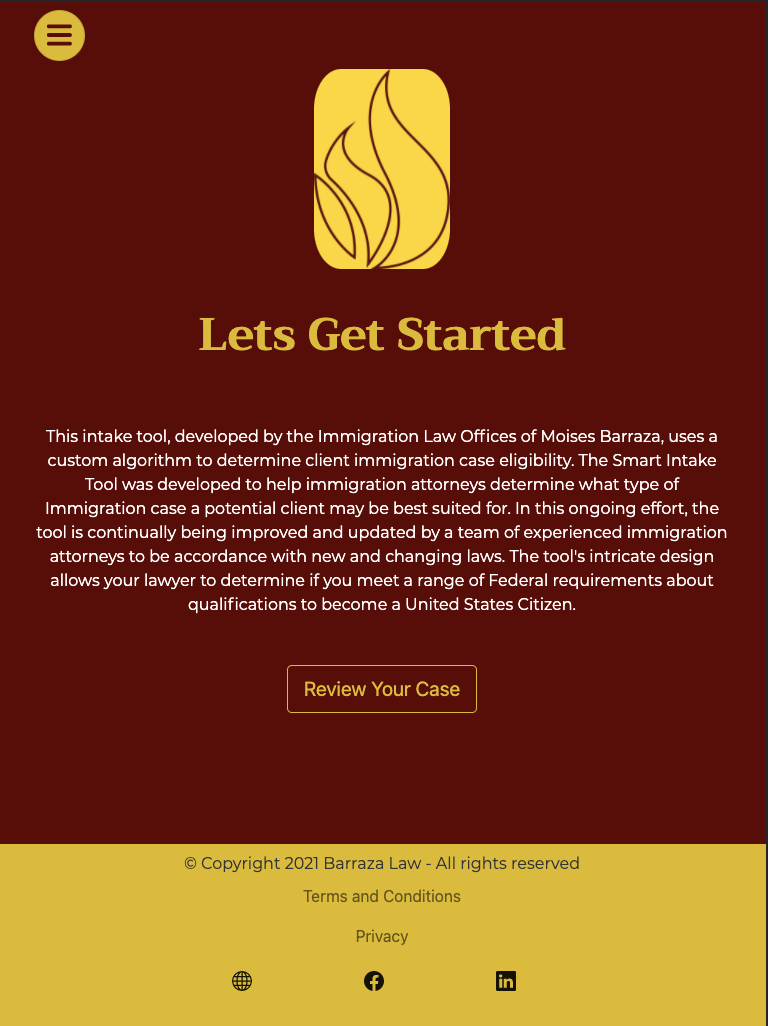 Lets Get Started
This intake tool, developed by the Immigration Law Offices of Moises Barraza, uses a
custom algorithm to determine client immigration case eligibility. The Smart Intake
Tool was developed to help immigration attorneys determine what type of
Immigration case a potential client may be best suited for. In this ongoing effort, the
tool is continually being improved and updated by a team of experienced immigration
attorneys to be accordance with new and changing laws. The tool's intricate design
allows your lawyer to determine if you meet a range of Federal requirements about
qualifications to become a United States Citizen.
Review Your Case
© Copyright 2021 Barraza Law - All rights reserved
Terms and Conditions
Privacy